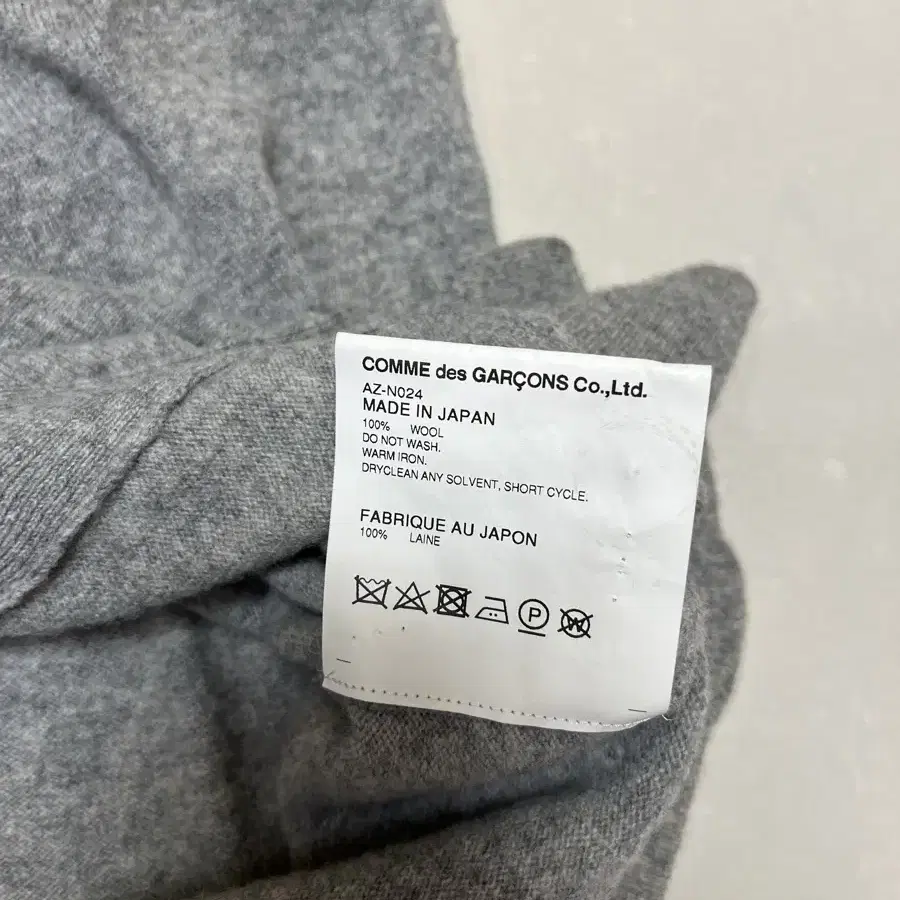 COMME des GARÇONS Co.,Ltd.
AZ-N024
MADE IN JAPAN
100% WOOL
DO NOT WASH.
WARM IRON.
DRYCLEAN ANY SOLVENT, SHORT CYCLE.
FABRIQUE AU JAPON
100% LAINE
P W